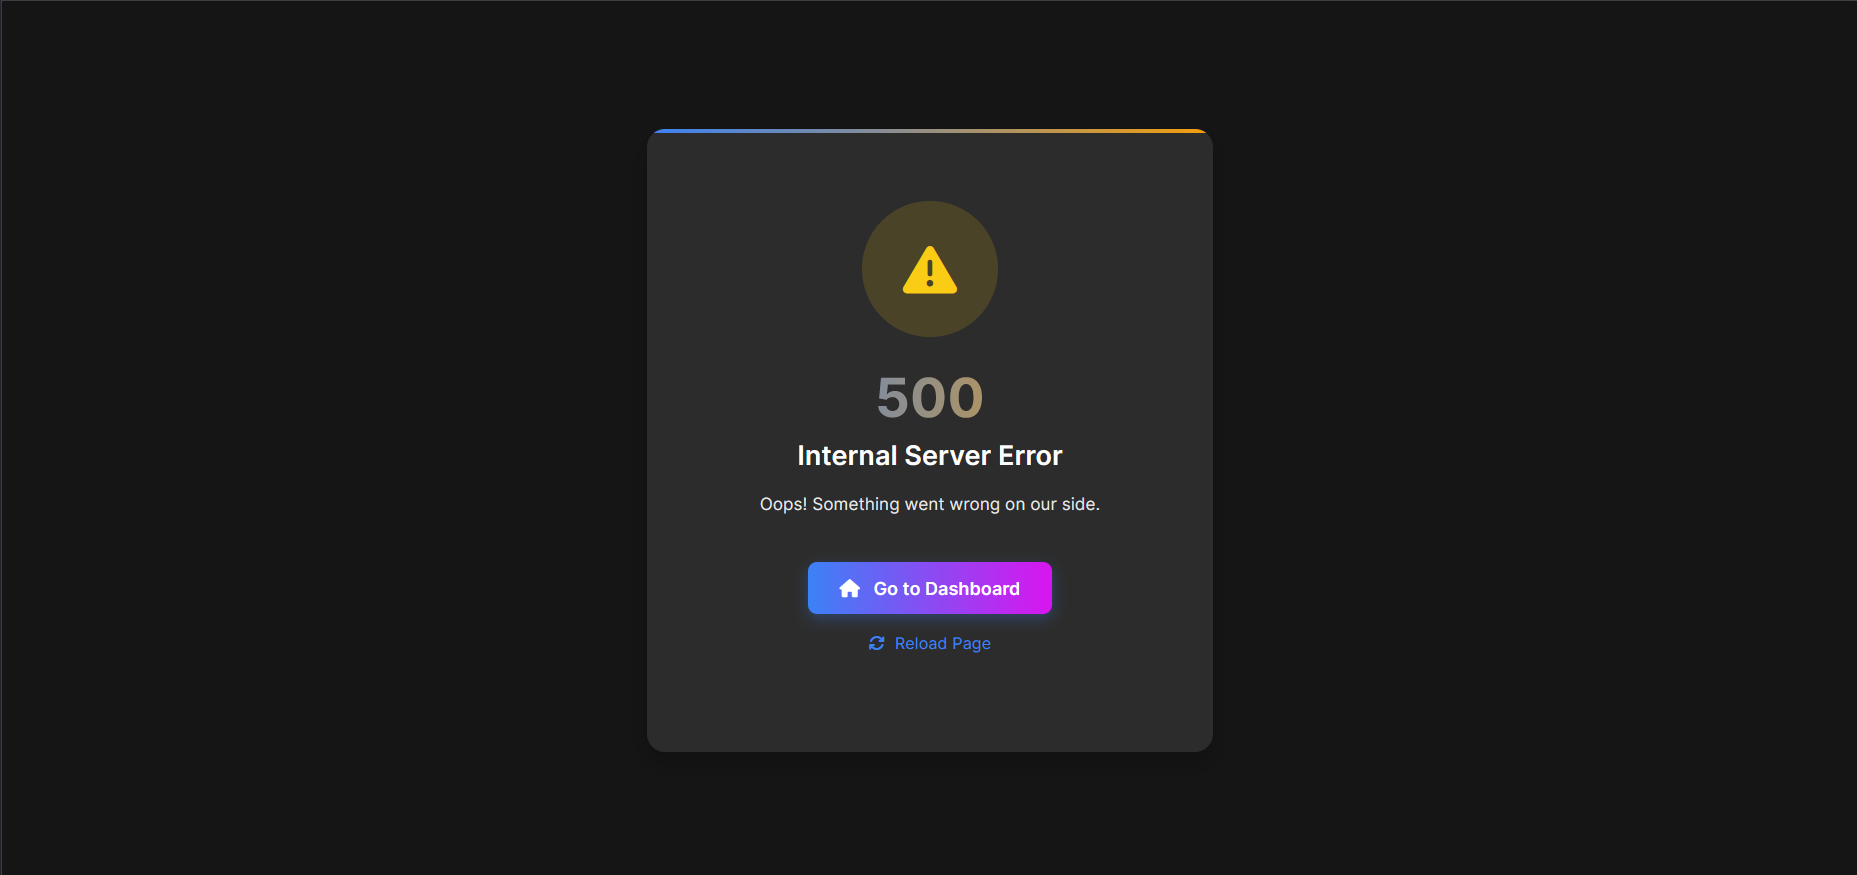 500
Internal Server Error
Oops! Something went wrong on our side.
Go to Dashboard
Reload Page